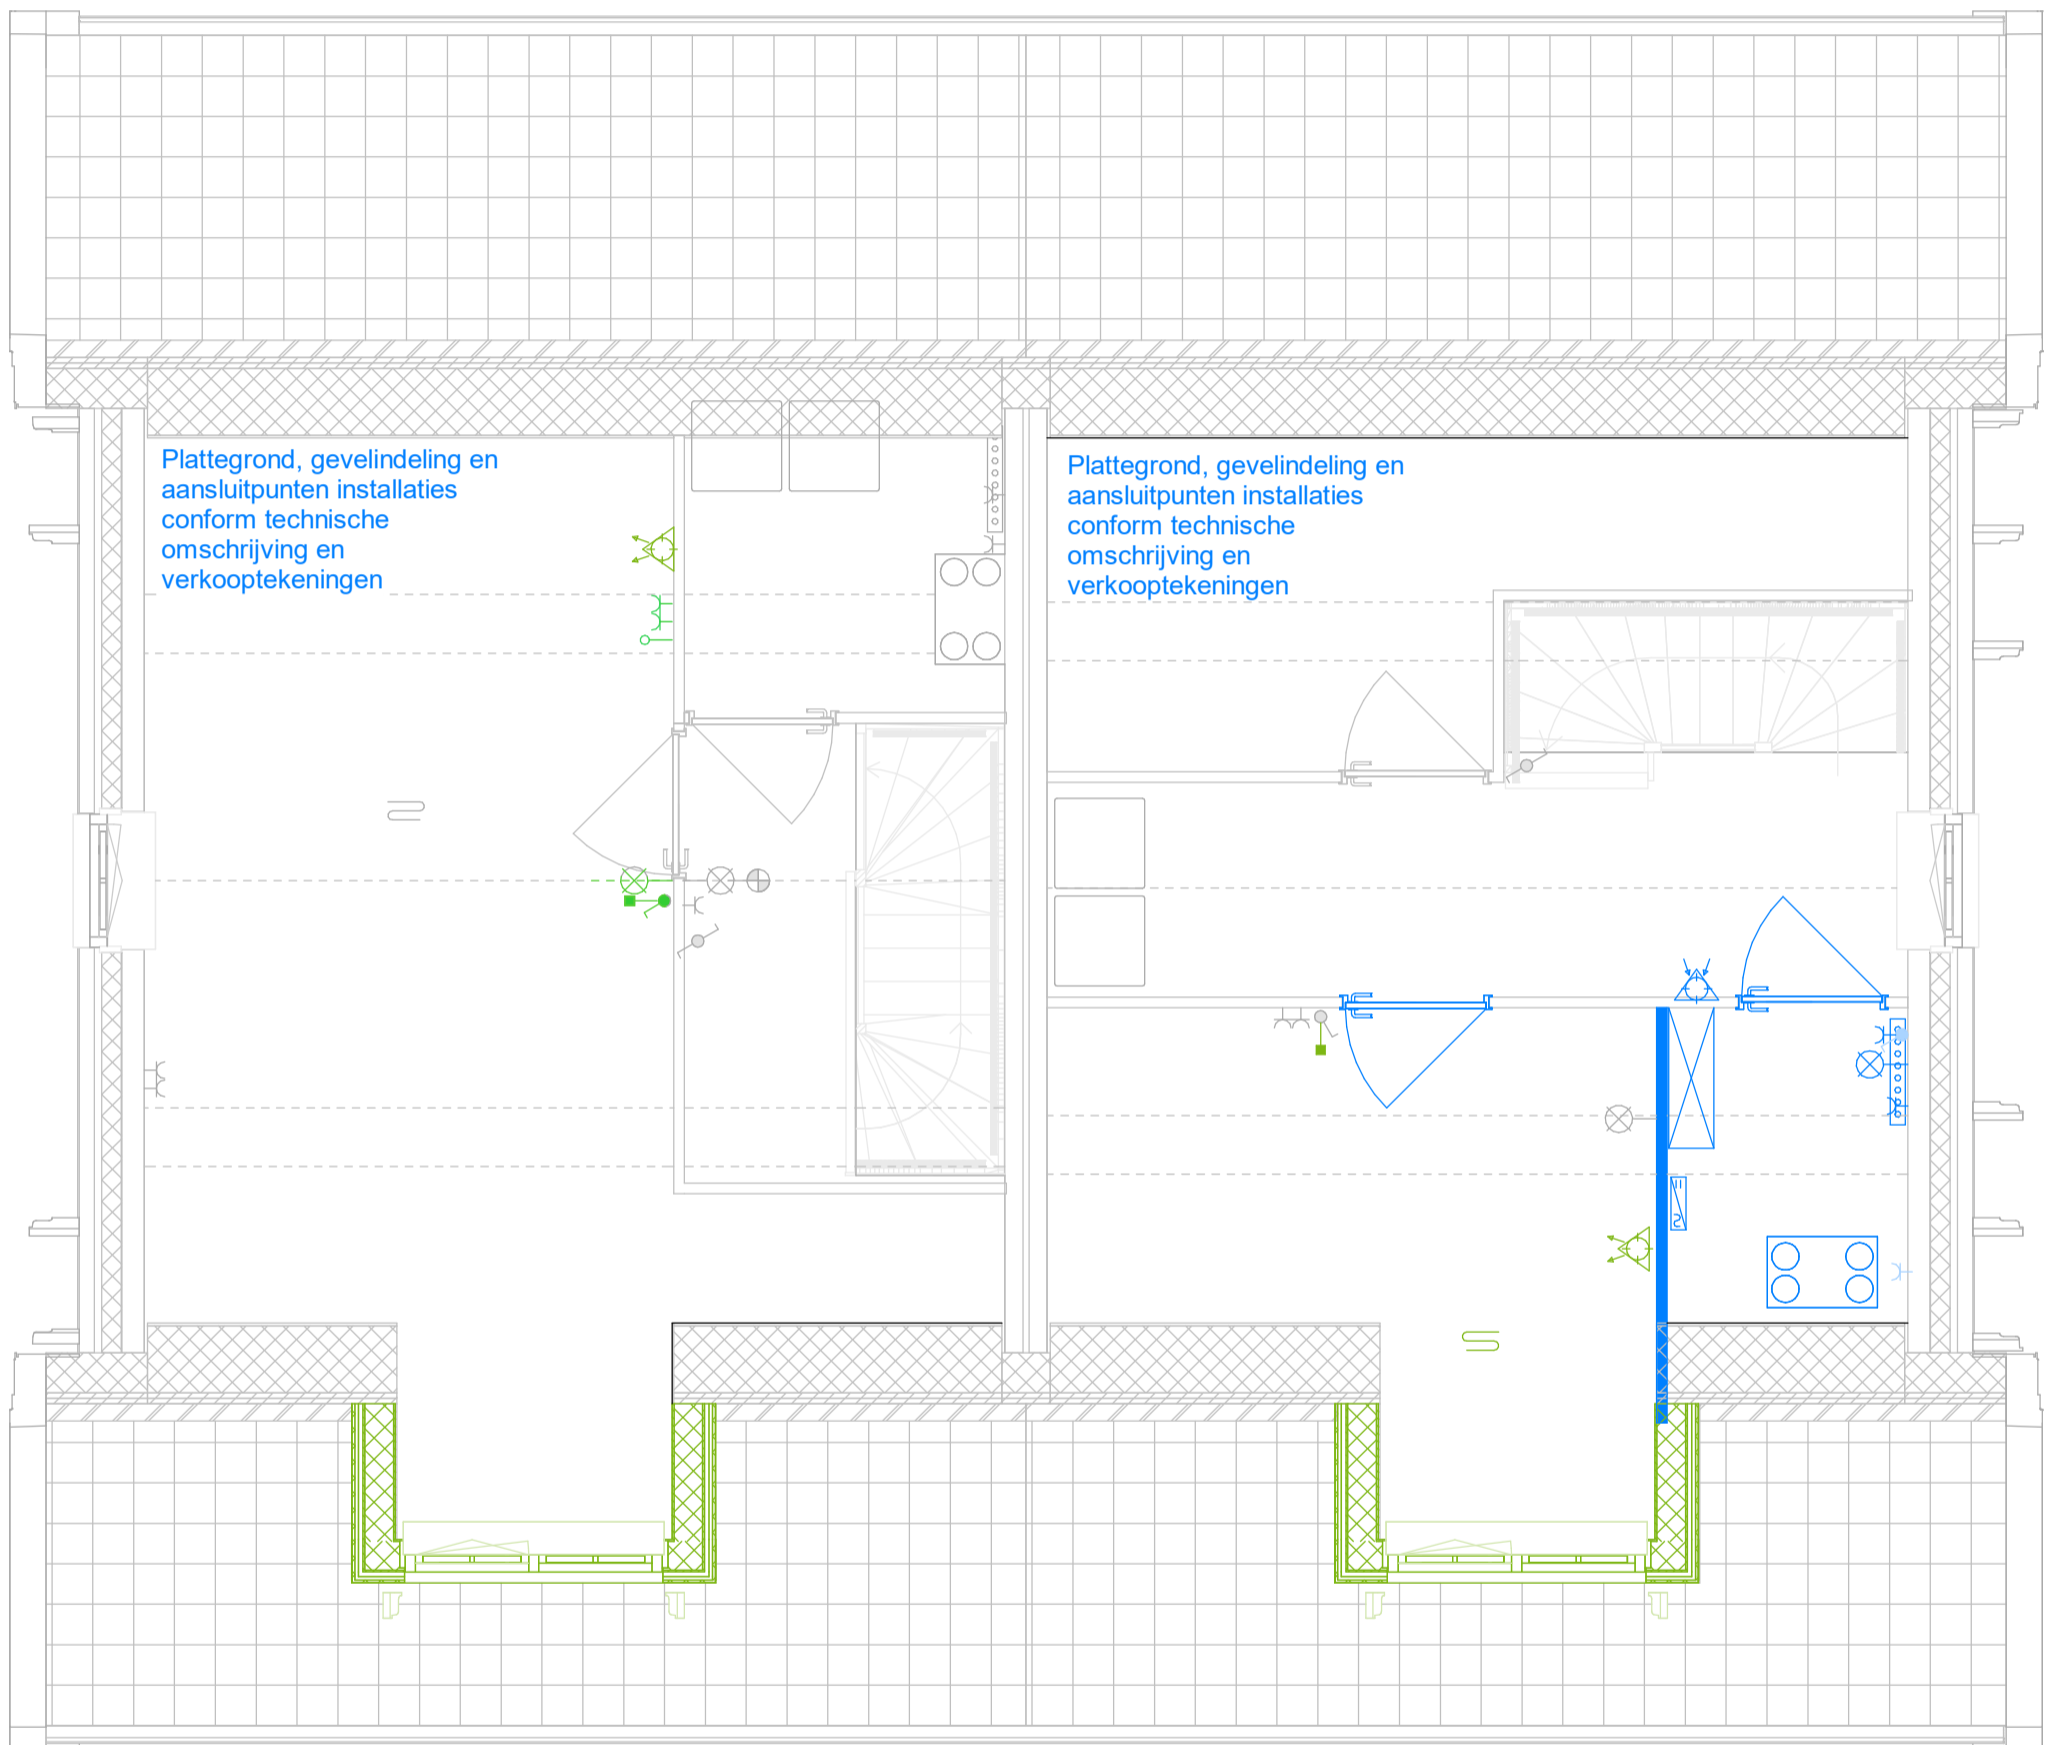 Plattegrond, gevelindeling en
aansluitpunten installaties
conform technische
omschrijving en
verkooptekeningen
Plattegrond, gevelindeling en
aansluitpunten installaties
conform technische
omschrijving en
verkooptekeningen